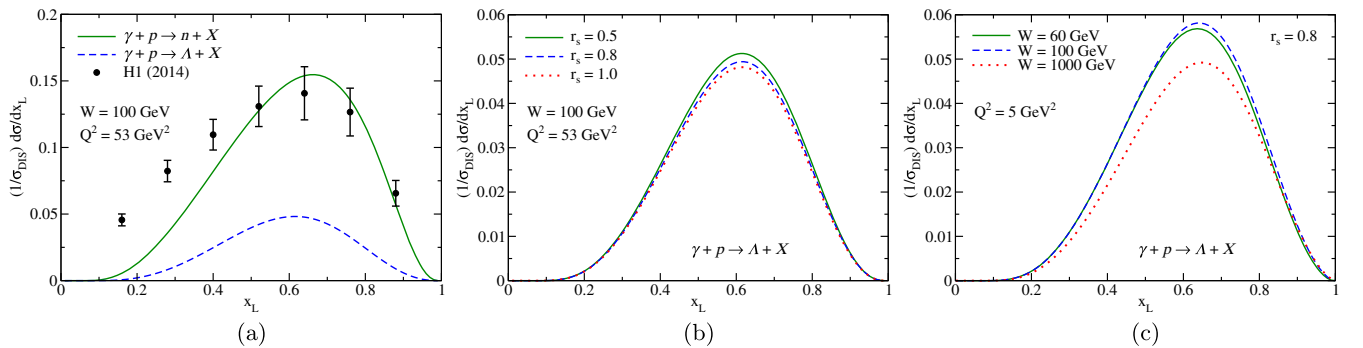 0.2
0.15
0.1
0.05
0
(1/σ_DIS) dσ/dx_L
γ + p → n + X
γ + p → Λ + X
H1 (2014)
W = 100 GeV
Q² = 53 GeV²
0 0.2 0.4 0.6 0.8 1
x_L
(a)
0.06
0.05
0.04
0.03
0.02
0.01
0
(1/σ_DIS) dσ/dx_L
r_s = 0.5
r_s = 0.8
r_s = 1.0
W = 100 GeV
Q² = 53 GeV²
γ + p → Λ + X
0 0.2 0.4 0.6 0.8 1
x_L
(b)
0.06
0.05
0.04
0.03
0.02
0.01
0
(1/σ_DIS) dσ/dx_L
W = 60 GeV
W = 100 GeV
W = 1000 GeV
r_s = 0.8
Q² = 5 GeV²
γ + p → Λ + X
0 0.2 0.4 0.6 0.8 1
x_L
(c)